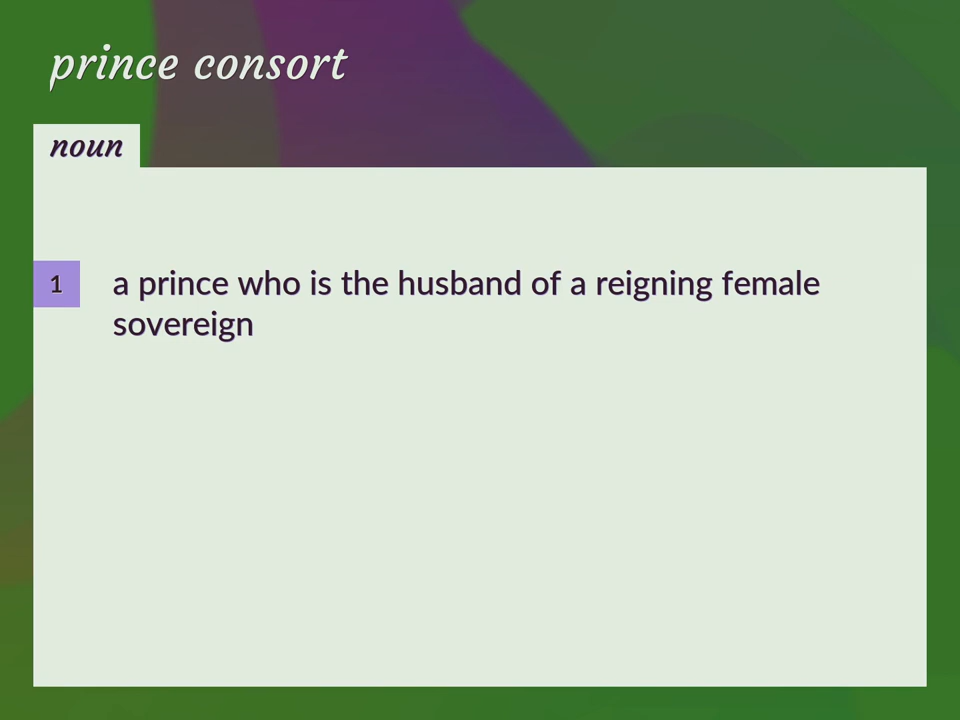 prince consort
noun
1 a prince who is the husband of a reigning female
sovereign